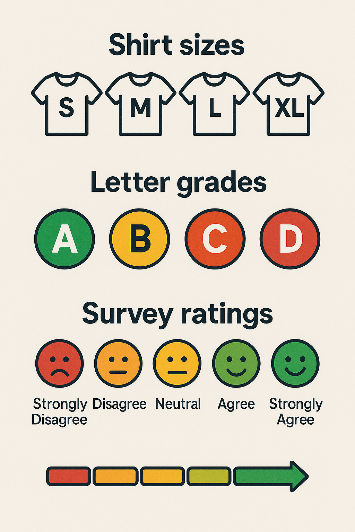 Shirt sizes
S M L XL
Letter grades
A B C D
Survey ratings
Strongly Disagree Disagree Neutral Agree Strongly Agree